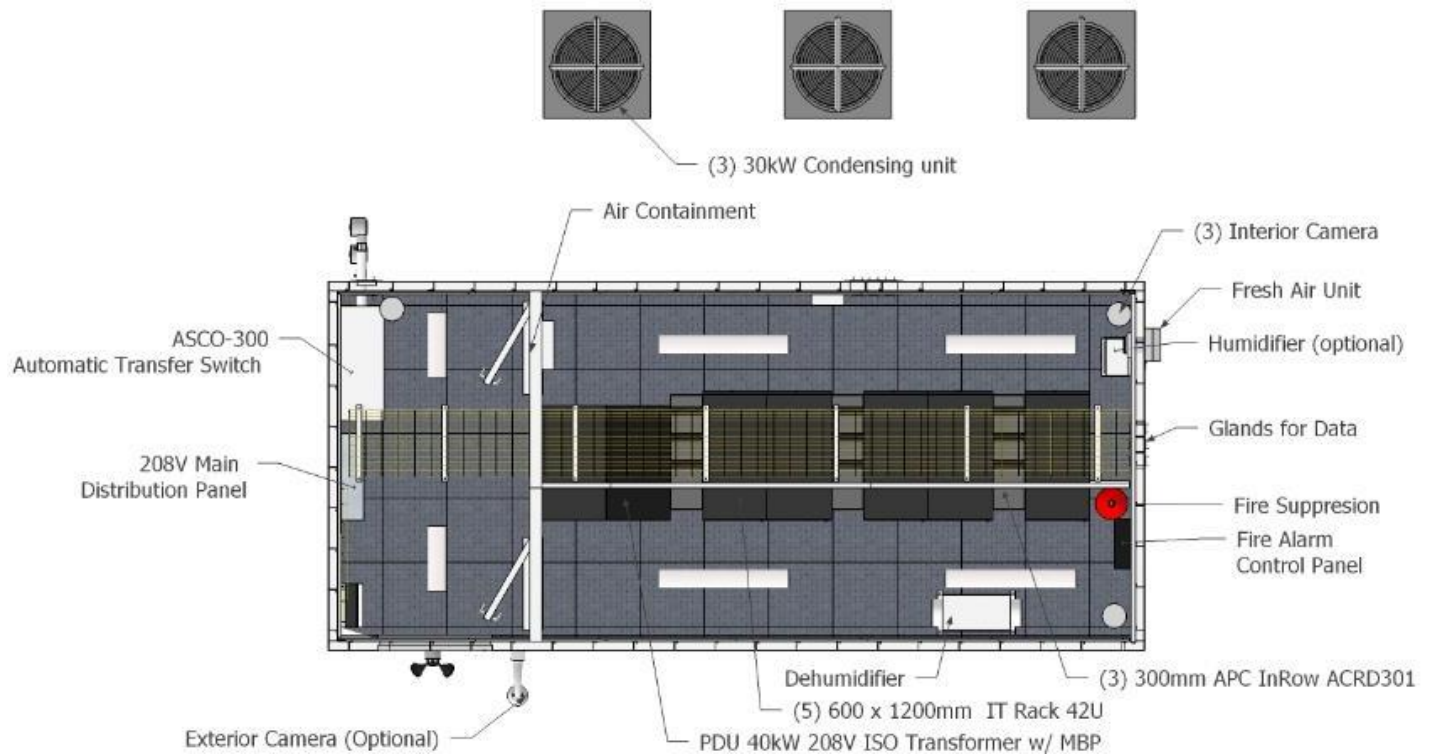 (3) 30kW Condensing unit
Air Containment
(3) Interior Camera
Fresh Air Unit
ASCO-300
Automatic Transfer Switch
Humidifier (optional)
Glands for Data
208V Main
Distribution Panel
Fire Suppresion
Fire Alarm
Control Panel
Dehumidifier
(3) 300mm APC InRow ACRD301
(5) 600 x 1200mm IT Rack 42U
Exterior Camera (Optional)
PDU 40kW 208V ISO Transformer w/ MBP